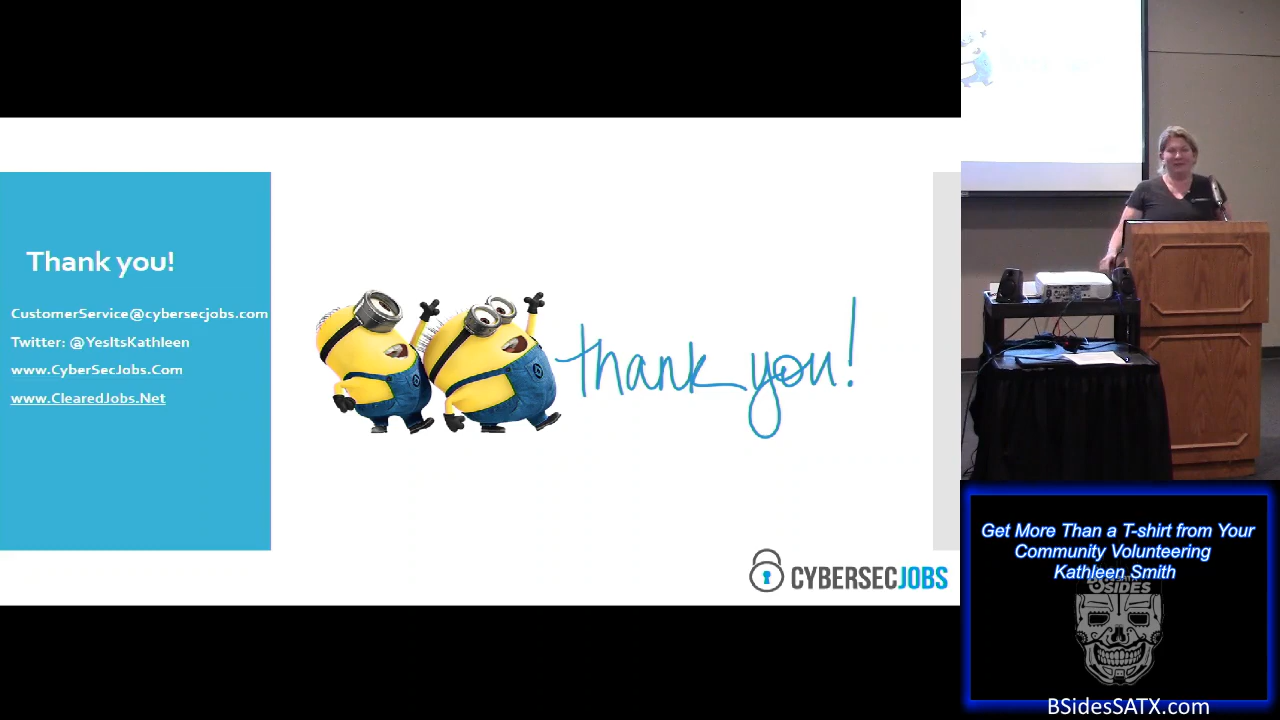 Thank you!
CustomerService@cybersecjobs.com
Twitter: @YesItsKathleen
www.CyberSecJobs.Com
www.ClearedJobs.Net
thank you!
CYBERSECJOBS
Get More Than a T-shirt from Your
Community Volunteering
Kathleen Smith
BSIDES
BSidesSATX.com